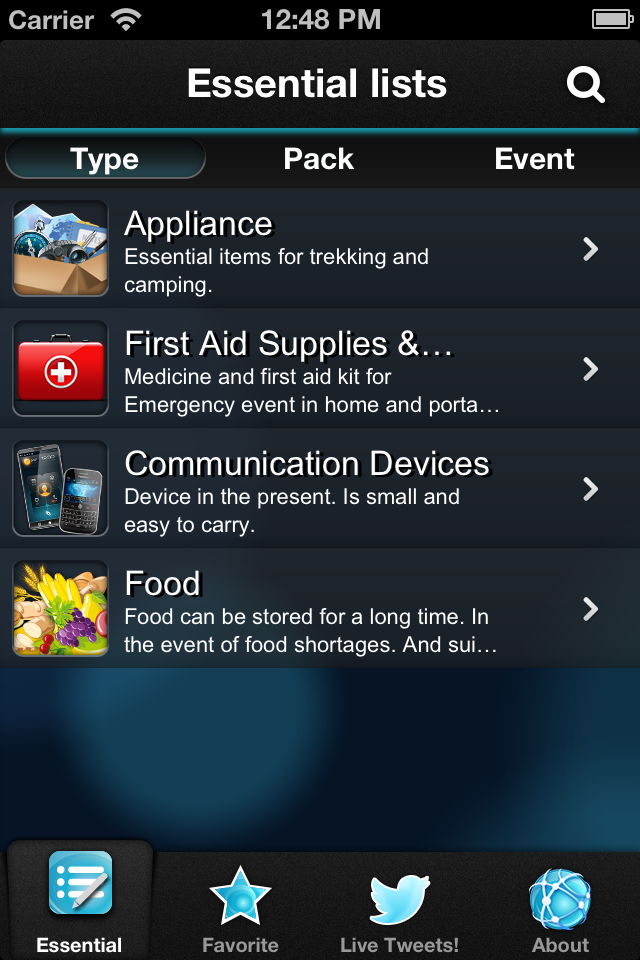 Carrier 12:48 PM
Essential lists
Type Pack Event
Appliance
Essential items for trekking and
camping.
First Aid Supplies &...
Medicine and first aid kit for
Emergency event in home and porta...
Communication Devices
Device in the present. Is small and
easy to carry.
Food
Food can be stored for a long time. In
the event of food shortages. And sui...
Essential Favorite Live Tweets! About